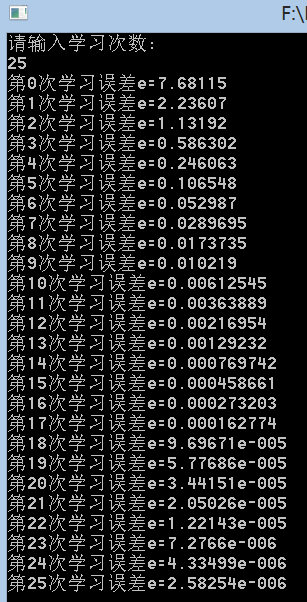 F:\
请输入学习次数：
25
第0次学习误差e=7.68115
第1次学习误差e=2.23607
第2次学习误差e=1.13192
第3次学习误差e=0.586302
第4次学习误差e=0.246063
第5次学习误差e=0.106548
第6次学习误差e=0.052987
第7次学习误差e=0.0289695
第8次学习误差e=0.0173735
第9次学习误差e=0.010219
第10次学习误差e=0.00612545
第11次学习误差e=0.00363889
第12次学习误差e=0.00216954
第13次学习误差e=0.00129232
第14次学习误差e=0.000769742
第15次学习误差e=0.000458661
第16次学习误差e=0.000273203
第17次学习误差e=0.000162774
第18次学习误差e=9.69671e-005
第19次学习误差e=5.77686e-005
第20次学习误差e=3.44151e-005
第21次学习误差e=2.05026e-005
第22次学习误差e=1.22143e-005
第23次学习误差e=7.2766e-006
第24次学习误差e=4.33499e-006
第25次学习误差e=2.58254e-006